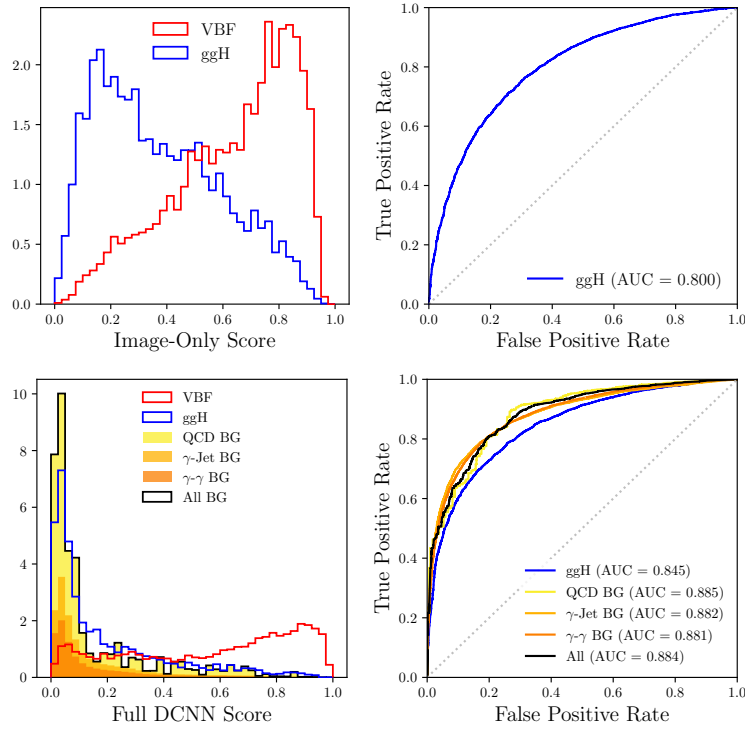 VBF
ggH
2.0
1.5
1.0
0.5
0.0
0.0 0.2 0.4 0.6 0.8 1.0
Image-Only Score
True Positive Rate
1.0
0.8
0.6
0.4
0.2
0.0
ggH (AUC = 0.800)
0.0 0.2 0.4 0.6 0.8 1.0
False Positive Rate
VBF
ggH
QCD BG
γ-Jet BG
γ-γ BG
All BG
10
8
6
4
2
0
0.0 0.2 0.4 0.6 0.8 1.0
Full DCNN Score
True Positive Rate
1.0
0.8
0.6
0.4
0.2
0.0
ggH (AUC = 0.845)
QCD BG (AUC = 0.885)
γ-Jet BG (AUC = 0.882)
γ-γ BG (AUC = 0.881)
All (AUC = 0.884)
0.0 0.2 0.4 0.6 0.8 1.0
False Positive Rate